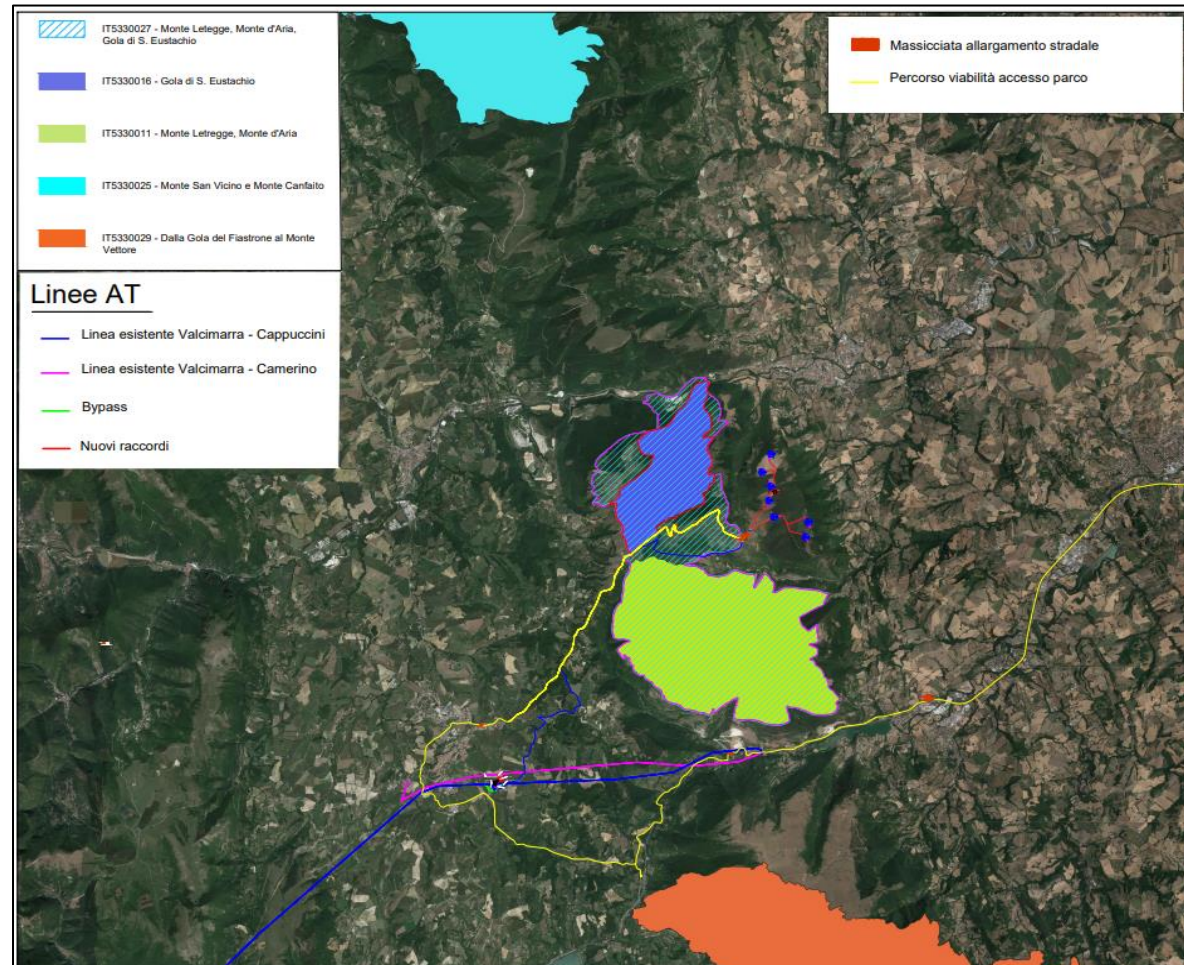 IT5330027 - Monte Letegge, Monte d'Aria,
Gola di S. Eustachio
IT5330016 - Gola di S. Eustachio
IT5330011 - Monte Letregge, Monte d'Aria
IT5330025 - Monte San Vicino e Monte Canfaito
IT5330029 - Dalla Gola del Fiastrone al Monte
Vettore
Linee AT
Linea esistente Valcimarra - Cappuccini
Linea esistente Valcimarra - Camerino
Bypass
Nuovi raccordi
Massicciata allargamento stradale
Percorso viabilità accesso parco